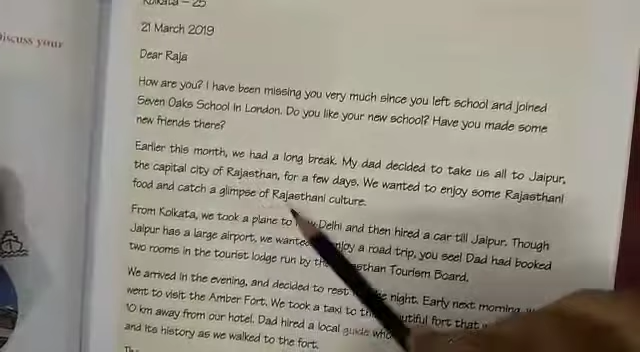 Kolkata – 25
21 March 2019
iscuss your
Dear Raja
How are you? I have been missing you very much since you left school and joined
Seven Oaks School in London. Do you like your new school? Have you made some
new friends there?
Earlier this month, we had a long break. My dad decided to take us all to Jaipur,
the capital city of Rajasthan, for a few days. We wanted to enjoy some Rajasthani
food and catch a glimpse of Rajasthani culture.
From Kolkata, we took a plane to Delhi and then hired a car till Jaipur. Though
Jaipur has a large airport, we wanted enjoy a road trip, you see! Dad had booked
two rooms in the tourist lodge run by the Tourism Board.
We arrived in the evening, and decided to rest night. Early next morning,
went to visit the Amber Fort. We took a taxi to fort that
10 km away from our hotel. Dad hired a local guide who
and its history as we walked to the fort.